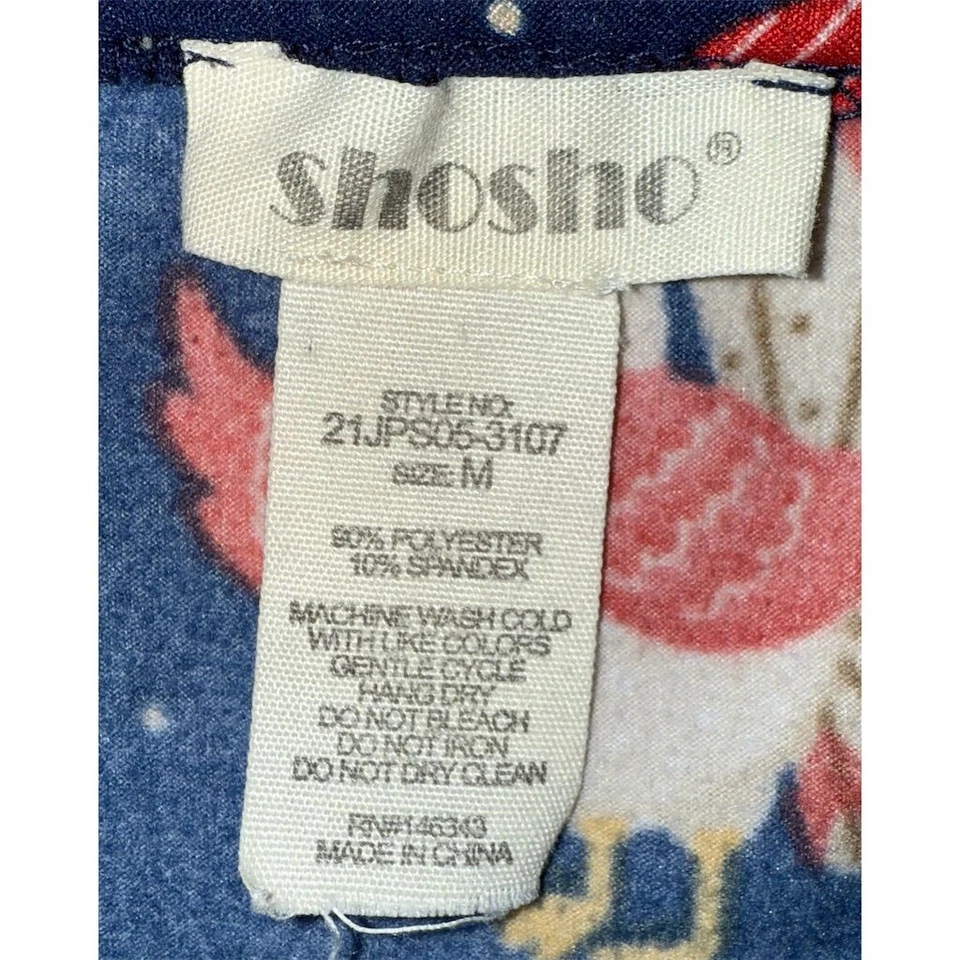 shosho®
STYLE NO:
21JPS05-3107
SIZE: M
90% POLYESTER
10% SPANDEX
MACHINE WASH COLD
WITH LIKE COLORS
GENTLE CYCLE
HANG DRY
DO NOT BLEACH
DO NOT IRON
DO NOT DRY CLEAN
RN#146343
MADE IN CHINA